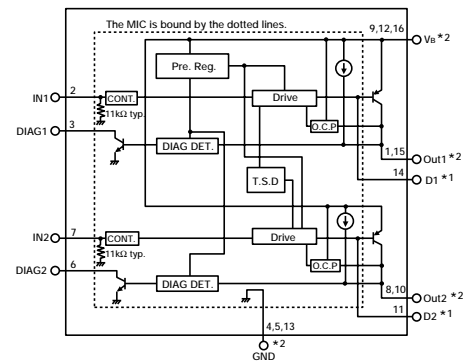 The MIC is bound by the dotted lines.
9,12,16
VB *2
Pre. Reg.
IN1
2
CONT.
Drive
11kΩ typ.
O.C.P
DIAG1
3
DIAG DET.
1,15
Out1 *2
14
D1 *1
T.S.D
IN2
7
CONT.
Drive
11kΩ typ.
O.C.P
DIAG2
6
DIAG DET.
8,10
Out2 *2
11
D2 *1
4,5,13
*2
GND